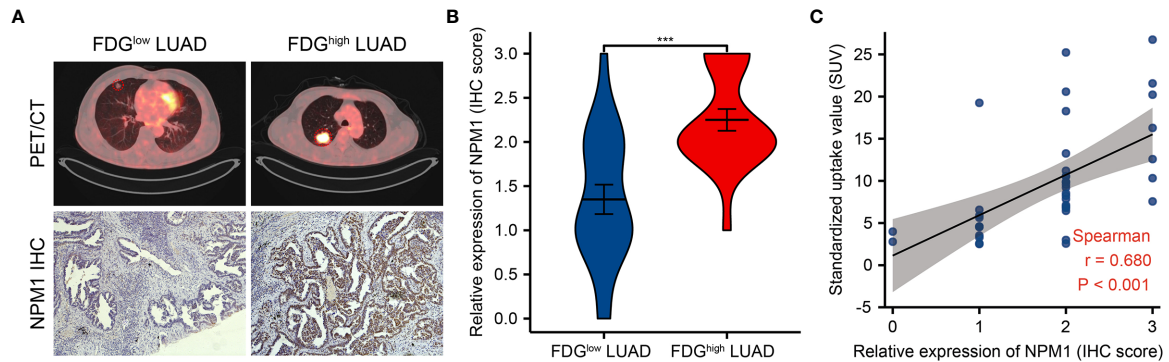 A
FDGlow LUAD
FDGhigh LUAD
PET/CT
NPM1 IHC
B
Relative expression of NPM1 (IHC score)
3.0
2.5
2.0
1.5
1.0
0.5
0.0
***
FDGlow LUAD
FDGhigh LUAD
C
Standardized uptake value (SUV)
25
20
15
10
5
0
-5
Spearman
r = 0.680
P < 0.001
0
1
2
3
Relative expression of NPM1 (IHC score)